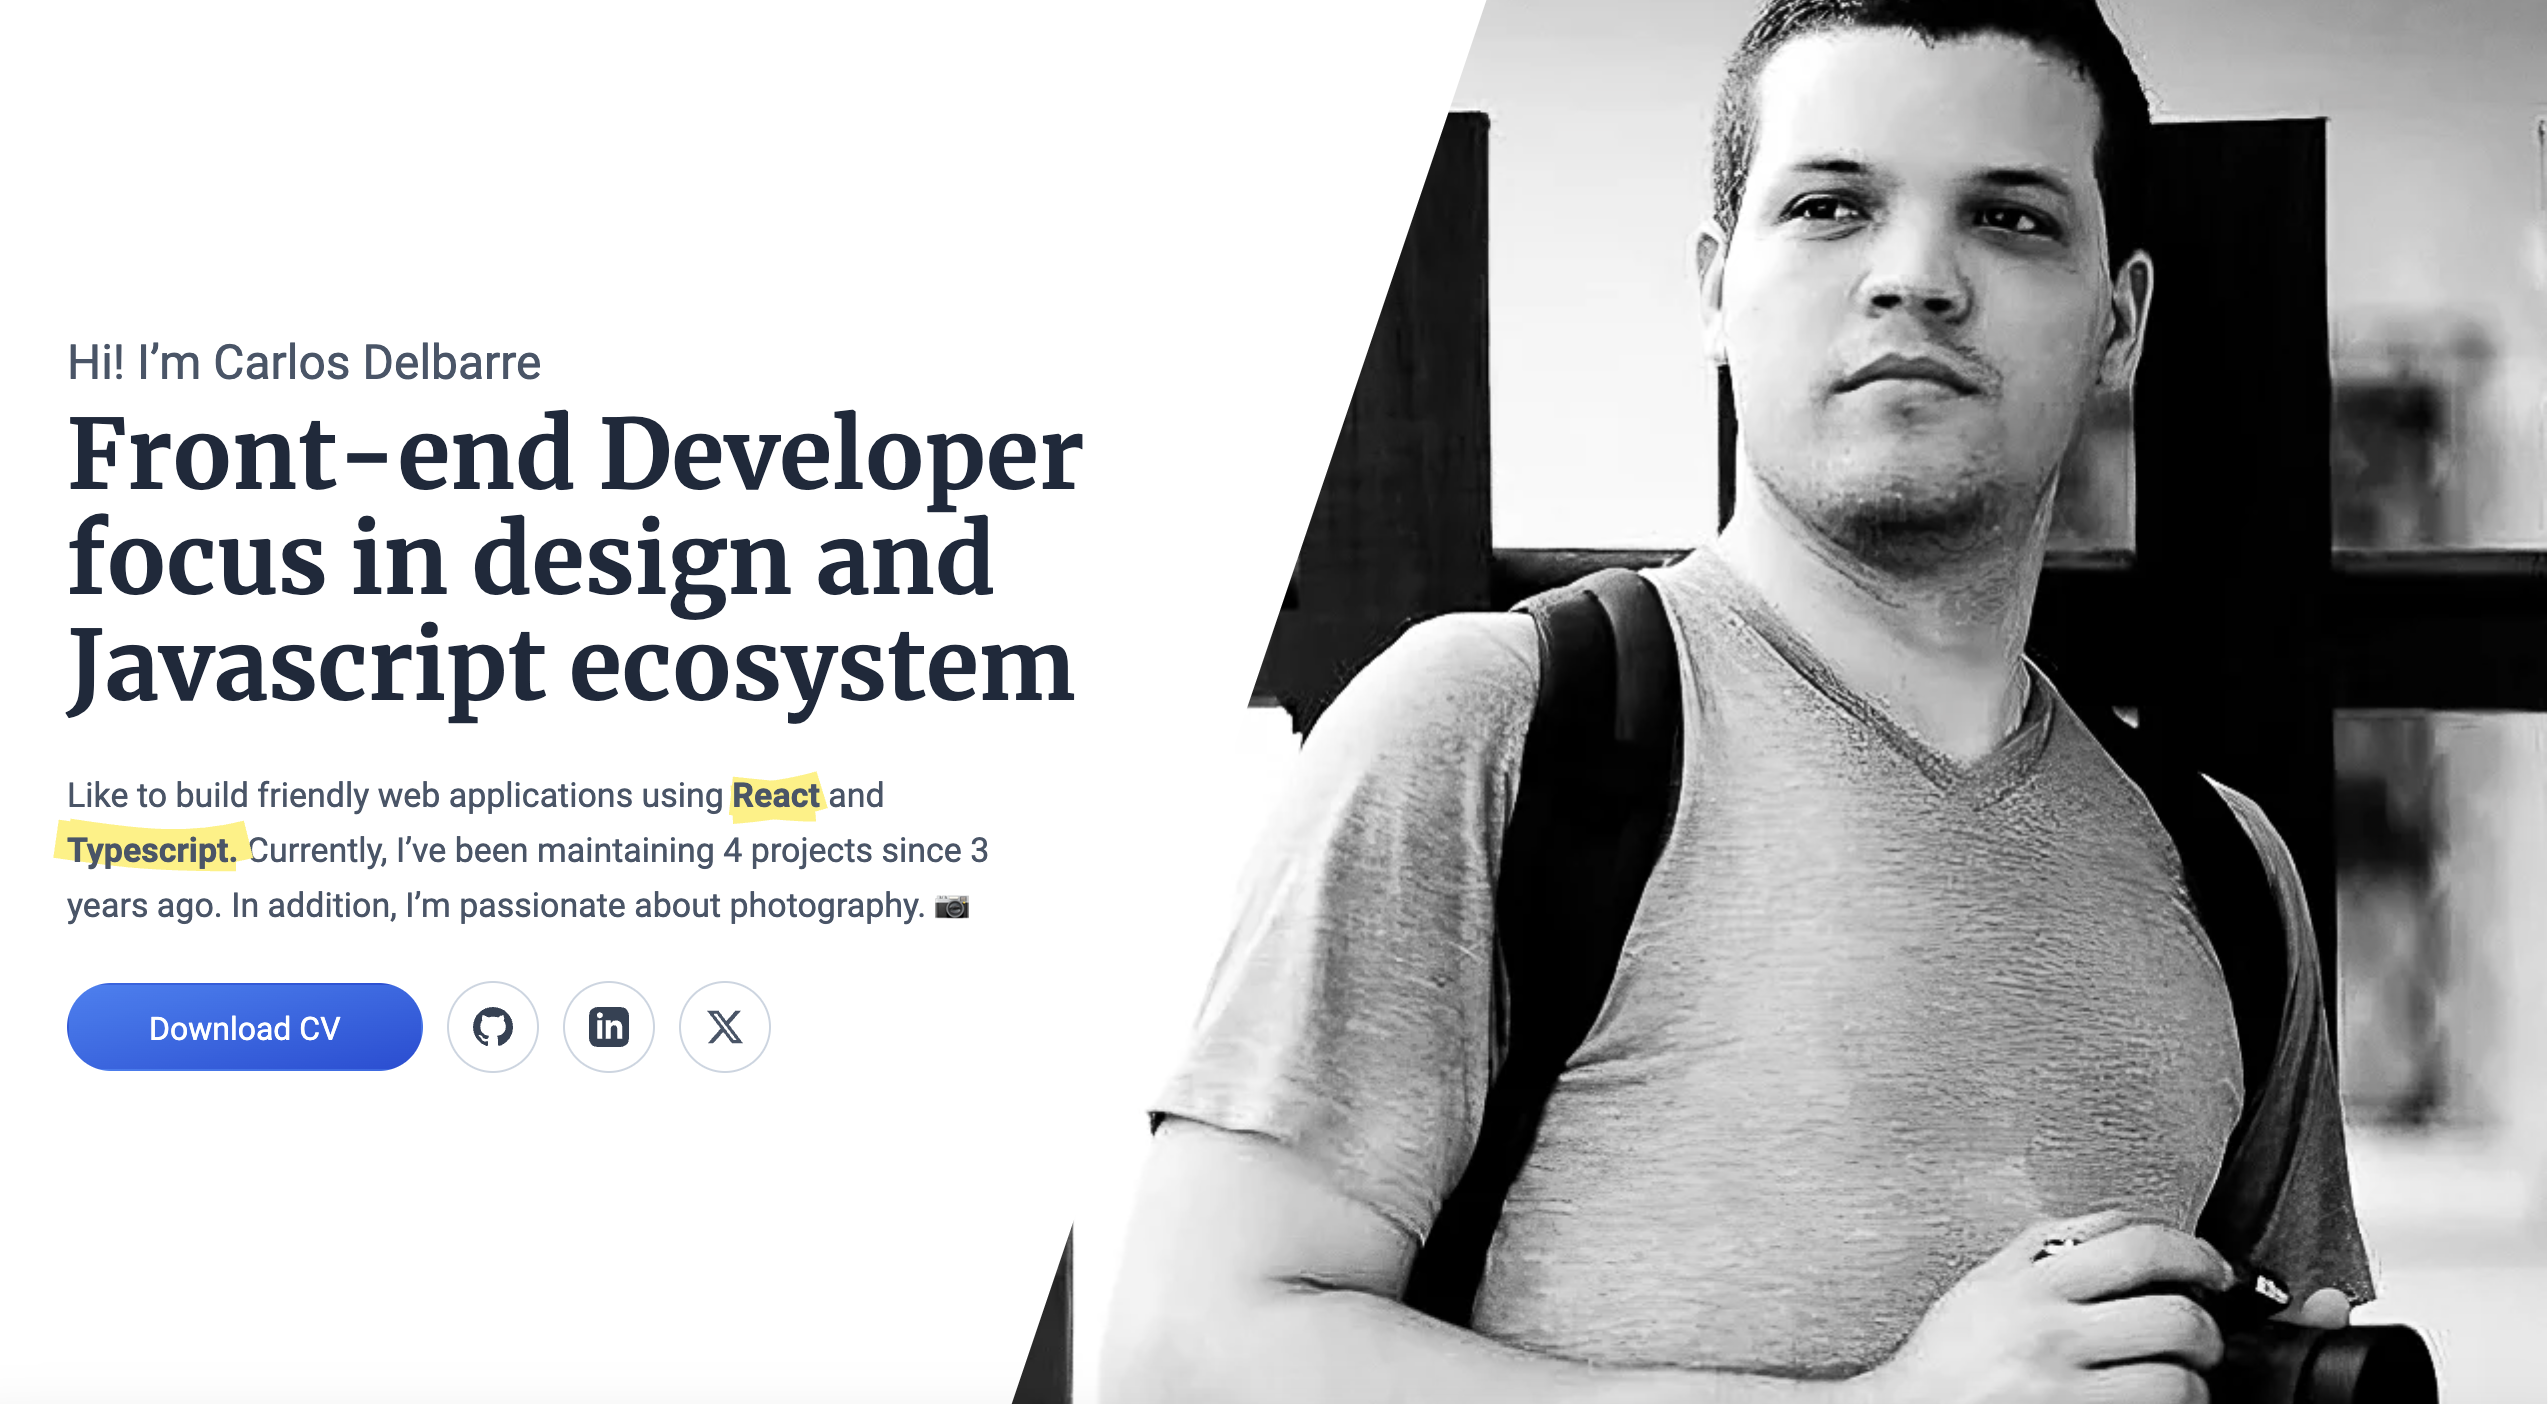 Hi! I’m Carlos Delbarre
Front-end Developer
focus in design and
Javascript ecosystem
Like to build friendly web applications using React and
Typescript. Currently, I’ve been maintaining 4 projects since 3
years ago. In addition, I’m passionate about photography. 📷
Download CV
in
X